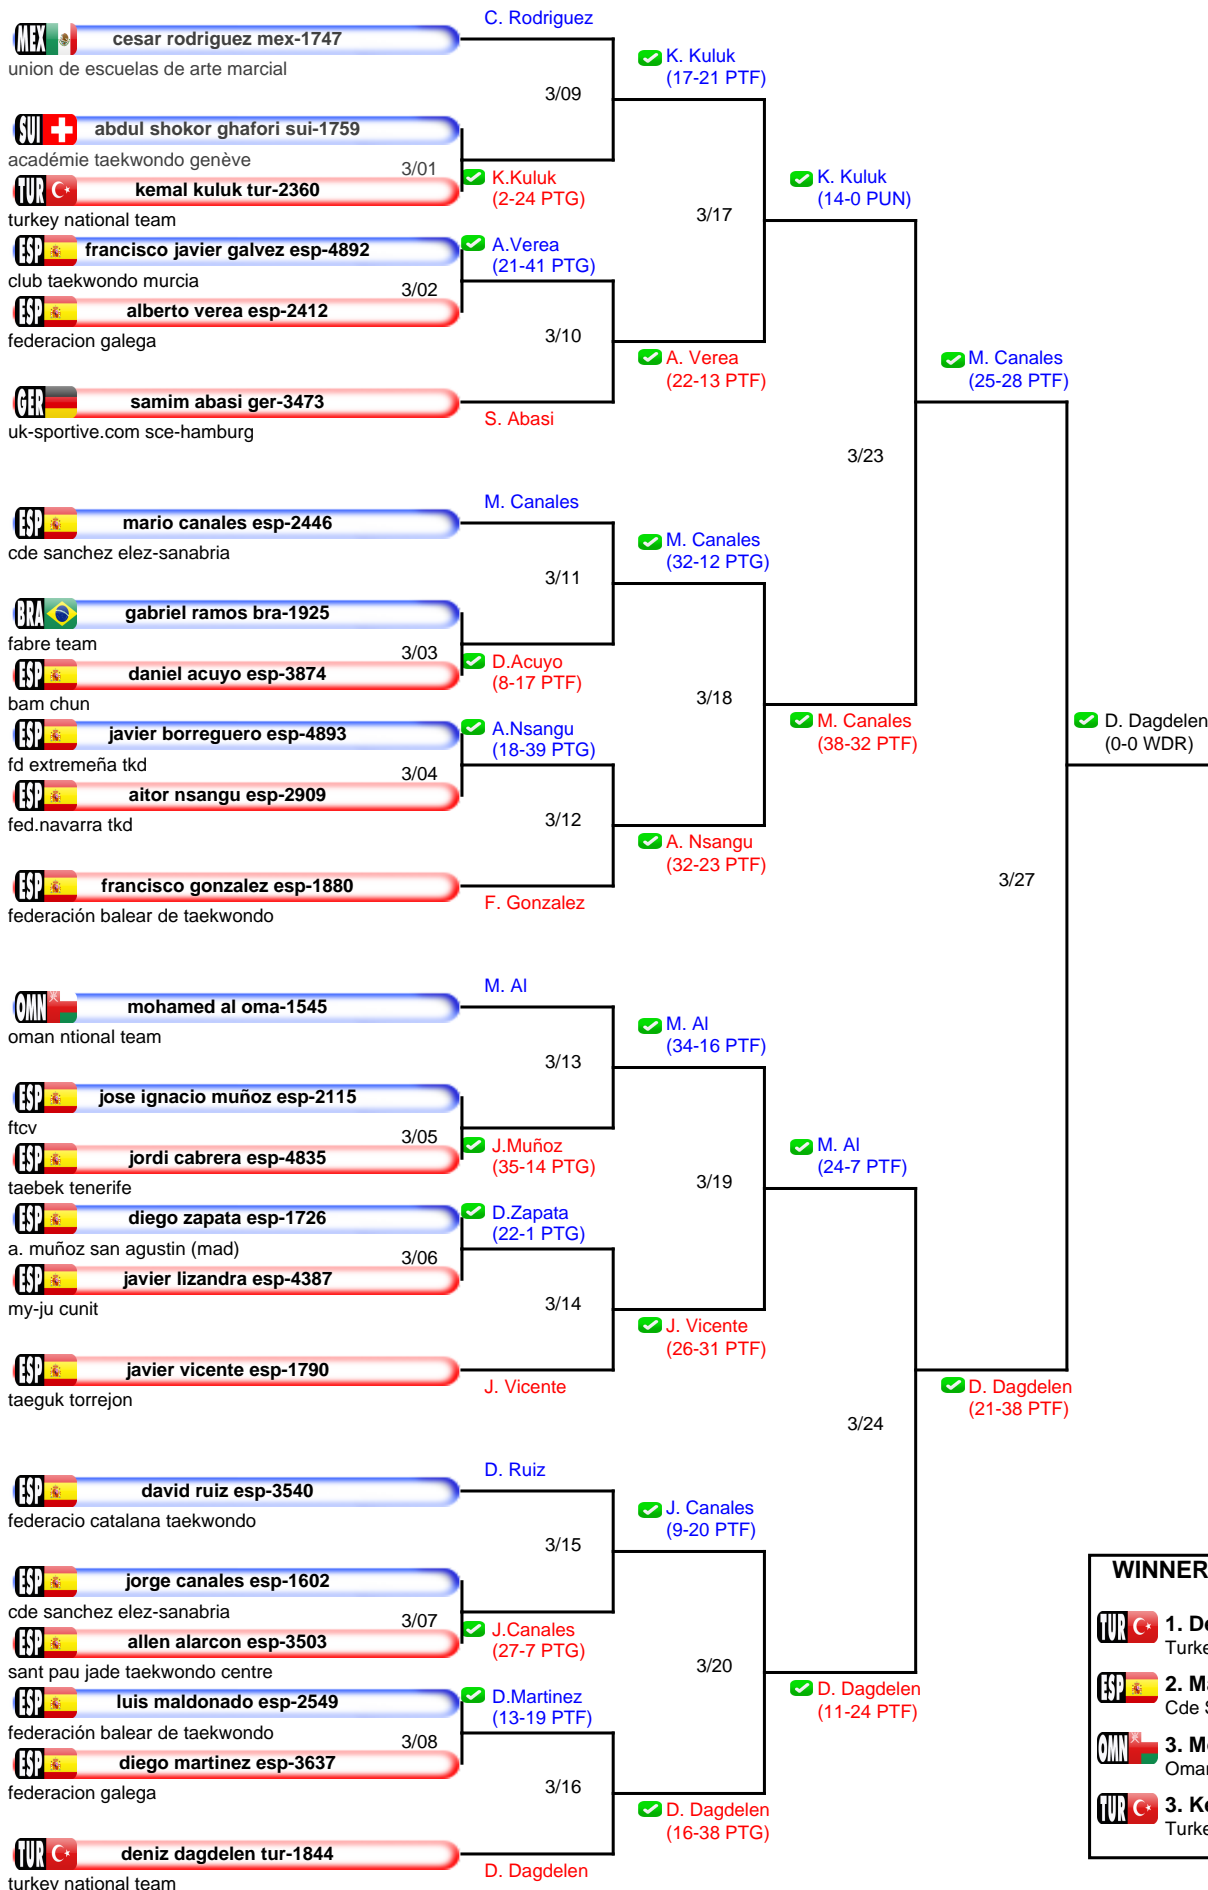 C. Rodriguez
MEX cesar rodriguez mex-1747
union de escuelas de arte marcial
K. Kuluk
(17-21 PTF)
3/09
SUI abdul shokor ghafori sui-1759
académie taekwondo genève
3/01
K.Kuluk
(2-24 PTG)
TUR kemal kuluk tur-2360
turkey national team
K. Kuluk
(14-0 PUN)
3/17
ESP francisco javier galvez esp-4892
club taekwondo murcia
A.Verea
(21-41 PTG)
3/02
ESP alberto verea esp-2412
federacion galega
3/10
A. Verea
(22-13 PTF)
M. Canales
(25-28 PTF)
GER samim abasi ger-3473
uk-sportive.com sce-hamburg
S. Abasi
3/23
M. Canales
ESP mario canales esp-2446
cde sanchez elez-sanabria
M. Canales
(32-12 PTG)
3/11
BRA gabriel ramos bra-1925
fabre team
3/03
D.Acuyo
(8-17 PTF)
ESP daniel acuyo esp-3874
bam chun
3/18
M. Canales
(38-32 PTF)
D. Dagdelen
(0-0 WDR)
ESP javier borreguero esp-4893
fd extremeña tkd
A.Nsangu
(18-39 PTG)
3/04
ESP aitor nsangu esp-2909
fed.navarra tkd
3/12
A. Nsangu
(32-23 PTF)
3/27
ESP francisco gonzalez esp-1880
federación balear de taekwondo
F. Gonzalez
M. Al
OMN mohamed al oma-1545
oman ntional team
M. Al
(34-16 PTF)
3/13
ESP jose ignacio muñoz esp-2115
ftcv
3/05
J.Muñoz
(35-14 PTG)
ESP jordi cabrera esp-4835
taebek tenerife
M. Al
(24-7 PTF)
3/19
ESP diego zapata esp-1726
a. muñoz san agustin (mad)
D.Zapata
(22-1 PTG)
3/06
ESP javier lizandra esp-4387
my-ju cunit
3/14
J. Vicente
(26-31 PTF)
ESP javier vicente esp-1790
taeguk torrejon
J. Vicente
D. Dagdelen
(21-38 PTF)
3/24
D. Ruiz
ESP david ruiz esp-3540
federacio catalana taekwondo
J. Canales
(9-20 PTF)
3/15
ESP jorge canales esp-1602
cde sanchez elez-sanabria
3/07
J.Canales
(27-7 PTG)
ESP allen alarcon esp-3503
sant pau jade taekwondo centre
3/20
D. Dagdelen
(11-24 PTF)
ESP luis maldonado esp-2549
federación balear de taekwondo
D.Martinez
(13-19 PTF)
3/08
ESP diego martinez esp-3637
federacion galega
3/16
D. Dagdelen
(16-38 PTG)
TUR deniz dagdelen tur-1844
turkey national team
D. Dagdelen
WINNER
TUR 1. De
Turke
ESP 2. Ma
Cde S
OMN 3. Mo
Oman
TUR 3. Ke
Turke